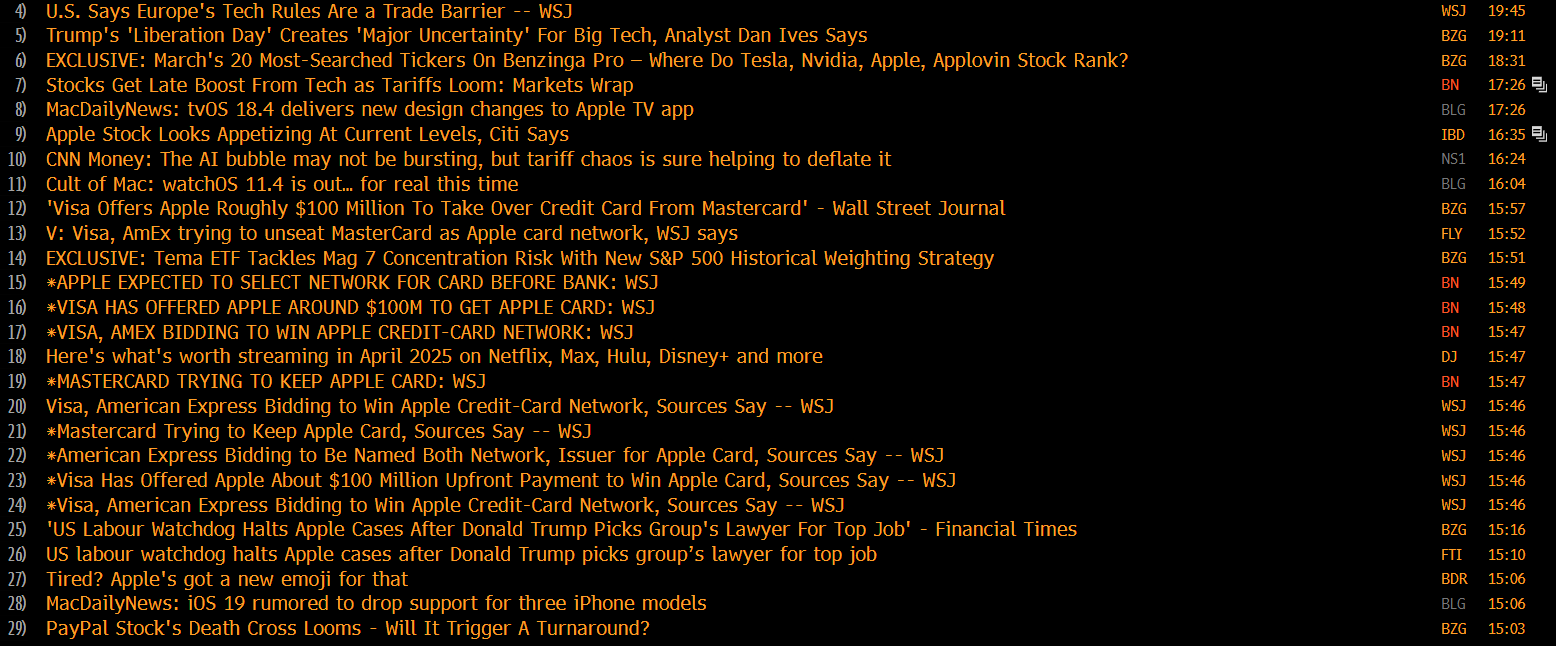 4) U.S. Says Europe's Tech Rules Are a Trade Barrier -- WSJ WSJ 19:45
5) Trump's 'Liberation Day' Creates 'Major Uncertainty' For Big Tech, Analyst Dan Ives Says BZG 19:11
6) EXCLUSIVE: March's 20 Most-Searched Tickers On Benzinga Pro – Where Do Tesla, Nvidia, Apple, Applovin Stock Rank? BZG 18:31
7) Stocks Get Late Boost From Tech as Tariffs Loom: Markets Wrap BN 17:26
8) MacDailyNews: tvOS 18.4 delivers new design changes to Apple TV app BLG 17:26
9) Apple Stock Looks Appetizing At Current Levels, Citi Says IBD 16:35
10) CNN Money: The AI bubble may not be bursting, but tariff chaos is sure helping to deflate it NS1 16:24
11) Cult of Mac: watchOS 11.4 is out… for real this time BLG 16:04
12) 'Visa Offers Apple Roughly $100 Million To Take Over Credit Card From Mastercard' - Wall Street Journal BZG 15:57
13) V: Visa, AmEx trying to unseat MasterCard as Apple card network, WSJ says FLY 15:52
14) EXCLUSIVE: Tema ETF Tackles Mag 7 Concentration Risk With New S&P 500 Historical Weighting Strategy BZG 15:51
15) *APPLE EXPECTED TO SELECT NETWORK FOR CARD BEFORE BANK: WSJ BN 15:49
16) *VISA HAS OFFERED APPLE AROUND $100M TO GET APPLE CARD: WSJ BN 15:48
17) *VISA, AMEX BIDDING TO WIN APPLE CREDIT-CARD NETWORK: WSJ BN 15:47
18) Here's what's worth streaming in April 2025 on Netflix, Max, Hulu, Disney+ and more DJ 15:47
19) *MASTERCARD TRYING TO KEEP APPLE CARD: WSJ BN 15:47
20) Visa, American Express Bidding to Win Apple Credit-Card Network, Sources Say -- WSJ WSJ 15:46
21) *Mastercard Trying to Keep Apple Card, Sources Say -- WSJ WSJ 15:46
22) *American Express Bidding to Be Named Both Network, Issuer for Apple Card, Sources Say -- WSJ WSJ 15:46
23) *Visa Has Offered Apple About $100 Million Upfront Payment to Win Apple Card, Sources Say -- WSJ WSJ 15:46
24) *Visa, American Express Bidding to Win Apple Credit-Card Network, Sources Say -- WSJ WSJ 15:46
25) 'US Labour Watchdog Halts Apple Cases After Donald Trump Picks Group's Lawyer For Top Job' - Financial Times BZG 15:16
26) US labour watchdog halts Apple cases after Donald Trump picks group’s lawyer for top job FTI 15:10
27) Tired? Apple's got a new emoji for that BDR 15:06
28) MacDailyNews: iOS 19 rumored to drop support for three iPhone models BLG 15:06
29) PayPal Stock's Death Cross Looms - Will It Trigger A Turnaround? BZG 15:03